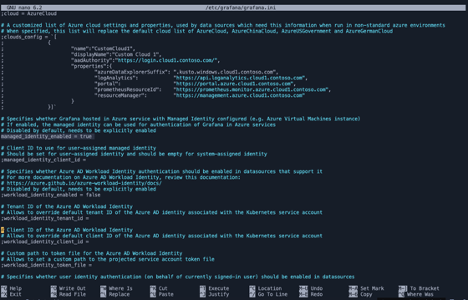 GNU nano 6.2 /etc/grafana/grafana.ini
;cloud = AzureCloud
# A customized list of Azure cloud settings and properties, used by data sources which need this information when run in non-standard azure environments
# When specified, this list will replace the default cloud list of AzureCloud, AzureChinaCloud, AzureUSGovernment and AzureGermanCloud
;clouds_config = `[
; {
; "name":"CustomCloud1",
; "displayName":"Custom Cloud 1",
; "aadAuthority":"https://login.cloud1.contoso.com/",
; "properties":{
; "azureDataExplorerSuffix": ".kusto.windows.cloud1.contoso.com",
; "logAnalytics": "https://api.loganalytics.cloud1.contoso.com",
; "portal": "https://portal.azure.cloud1.contoso.com",
; "prometheusResourceId": "https://prometheus.monitor.azure.cloud1.contoso.com",
; "resourceManager": "https://management.azure.cloud1.contoso.com"
; }
; }]`
# Specifies whether Grafana hosted in Azure service with Managed Identity configured (e.g. Azure Virtual Machines instance)
# If enabled, the managed identity can be used for authentication of Grafana in Azure services
# Disabled by default, needs to be explicitly enabled
managed_identity_enabled = true
# Client ID to use for user-assigned managed identity
# Should be set for user-assigned identity and should be empty for system-assigned identity
;managed_identity_client_id =
# Specifies whether Azure AD Workload Identity authentication should be enabled in datasources that support it
# For more documentation on Azure AD Workload Identity, review this documentation:
# https://azure.github.io/azure-workload-identity/docs/
# Disabled by default, needs to be explicitly enabled
;workload_identity_enabled = false
# Tenant ID of the Azure AD Workload Identity
# Allows to override default tenant ID of the Azure AD identity associated with the Kubernetes service account
;workload_identity_tenant_id =
# Client ID of the Azure AD Workload Identity
# Allows to override default client ID of the Azure AD identity associated with the Kubernetes service account
;workload_identity_client_id =
# Custom path to token file for the Azure AD Workload Identity
# Allows to set a custom path to the projected service account token file
;workload_identity_token_file =
# Specifies whether user identity authentication (on behalf of currently signed-in user) should be enabled in datasources
^G Help ^O Write Out ^W Where Is ^K Cut ^T Execute ^C Location M-U Undo M-A Set Mark M-] To Bracket
^X Exit ^R Read File ^\ Replace ^U Paste ^J Justify ^_ Go To Line M-E Redo M-6 Copy ^Q Where Was